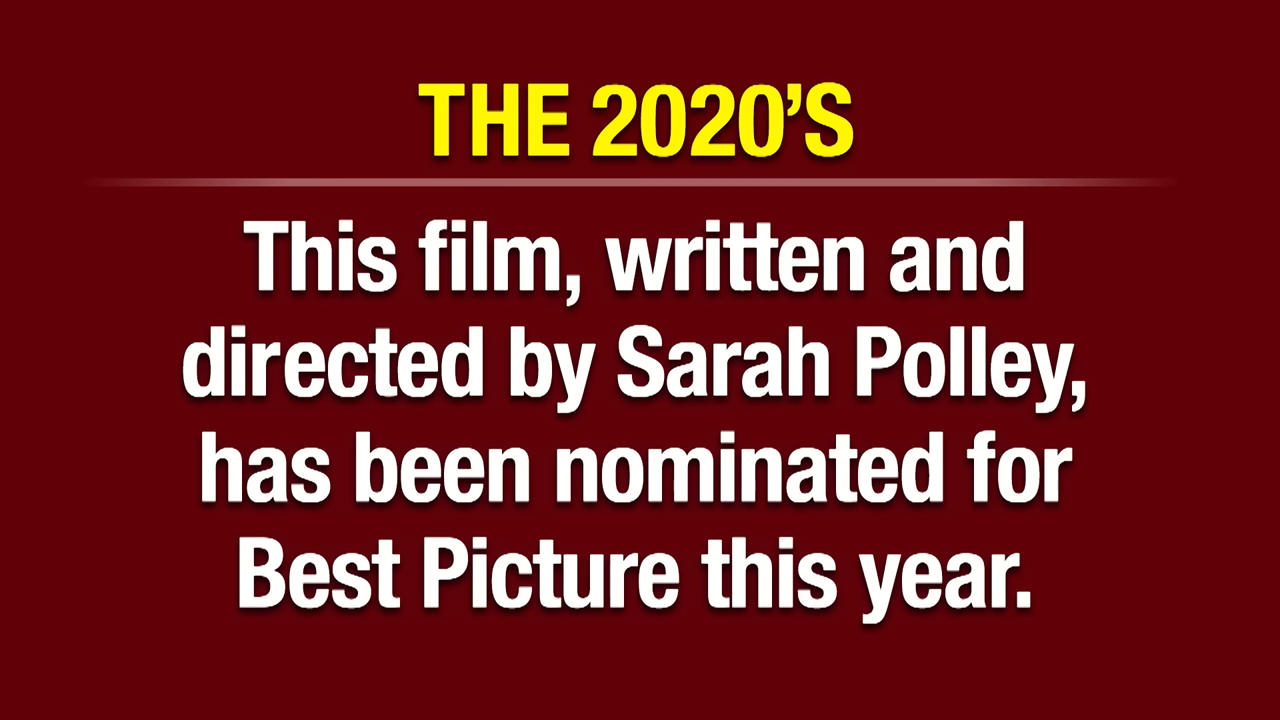 THE 2020’S
This film, written and
directed by Sarah Polley,
has been nominated for
Best Picture this year.